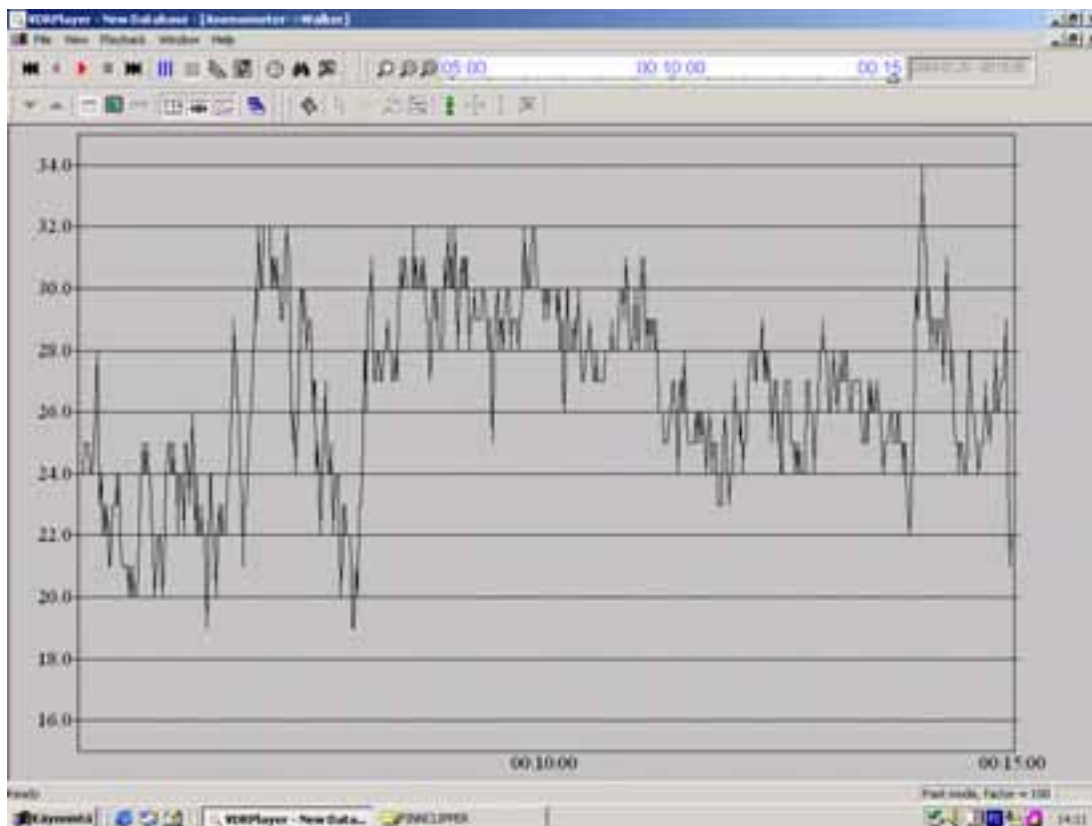 VDRPlayer - New Database - [Anemometer - Walker]
File View Playback Window Help
05 00 00 10 00 00 15
34.0
32.0
30.0
28.0
26.0
24.0
22.0
20.0
18.0
16.0
00:10:00 00:15:00
Ready Fast mode, Factor = 100
Käynnistä VDRPlayer - New Data... FINNCLIPPER